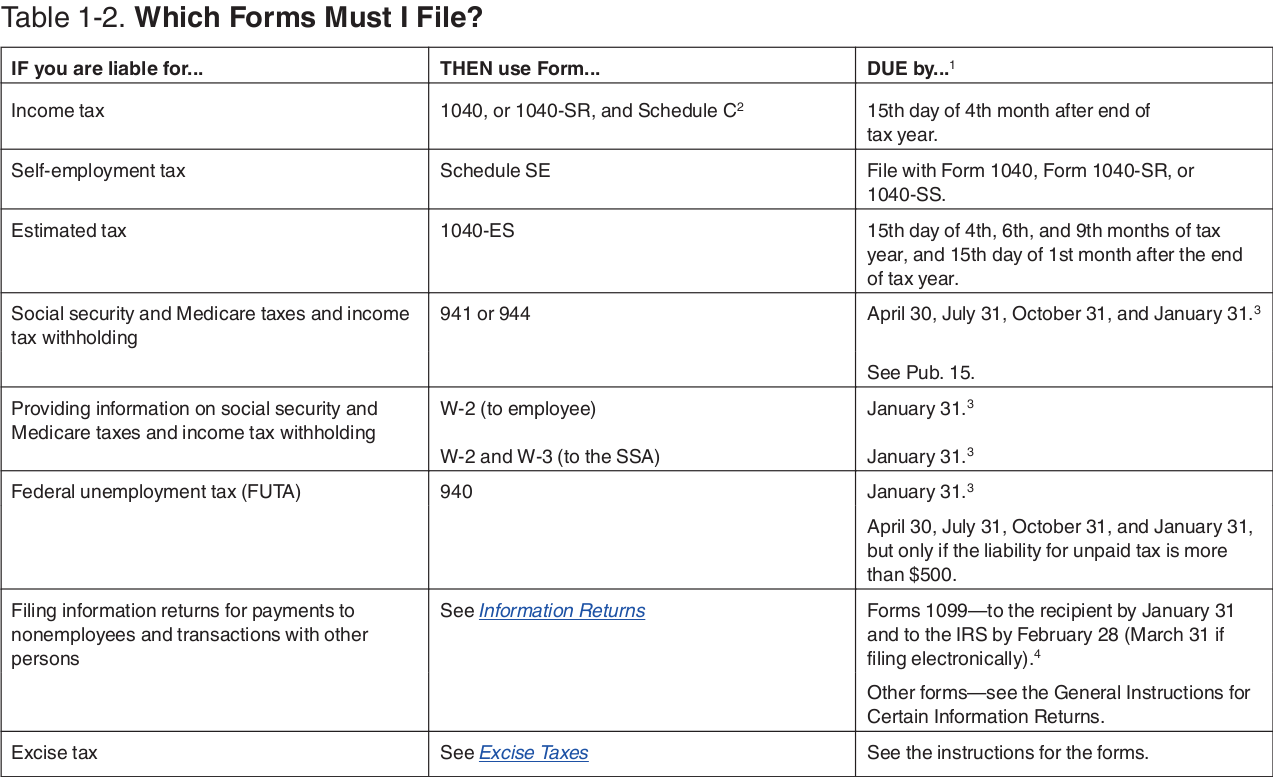 Table 1-2. Which Forms Must I File?
IF you are liable for...
THEN use Form...
DUE by...¹
Income tax
1040, or 1040-SR, and Schedule C²
15th day of 4th month after end of
tax year.
Self-employment tax
Schedule SE
File with Form 1040, Form 1040-SR, or
1040-SS.
Estimated tax
1040-ES
15th day of 4th, 6th, and 9th months of tax
year, and 15th day of 1st month after the end
of tax year.
Social security and Medicare taxes and income
tax withholding
941 or 944
April 30, July 31, October 31, and January 31.³
See Pub. 15.
Providing information on social security and
Medicare taxes and income tax withholding
W-2 (to employee)
January 31.³
W-2 and W-3 (to the SSA)
January 31.³
Federal unemployment tax (FUTA)
940
January 31.³
April 30, July 31, October 31, and January 31,
but only if the liability for unpaid tax is more
than $500.
Filing information returns for payments to
nonemployees and transactions with other
persons
See Information Returns
Forms 1099—to the recipient by January 31
and to the IRS by February 28 (March 31 if
filing electronically).⁴
Other forms—see the General Instructions for
Certain Information Returns.
Excise tax
See Excise Taxes
See the instructions for the forms.